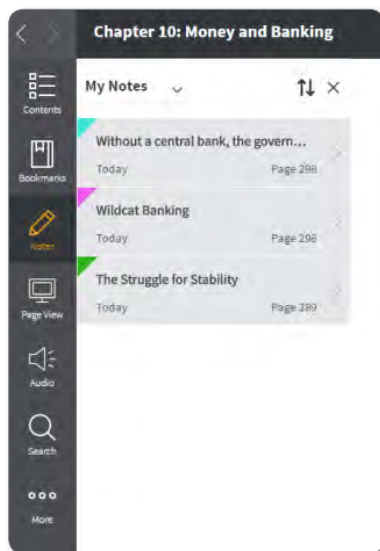 Chapter 10: Money and Banking
My Notes
Contents
Without a central bank, the govern...
Today Page 298
Bookmarks
Wildcat Banking
Today Page 298
Notes
The Struggle for Stability
Today Page 289
Page View
Audio
Search
More